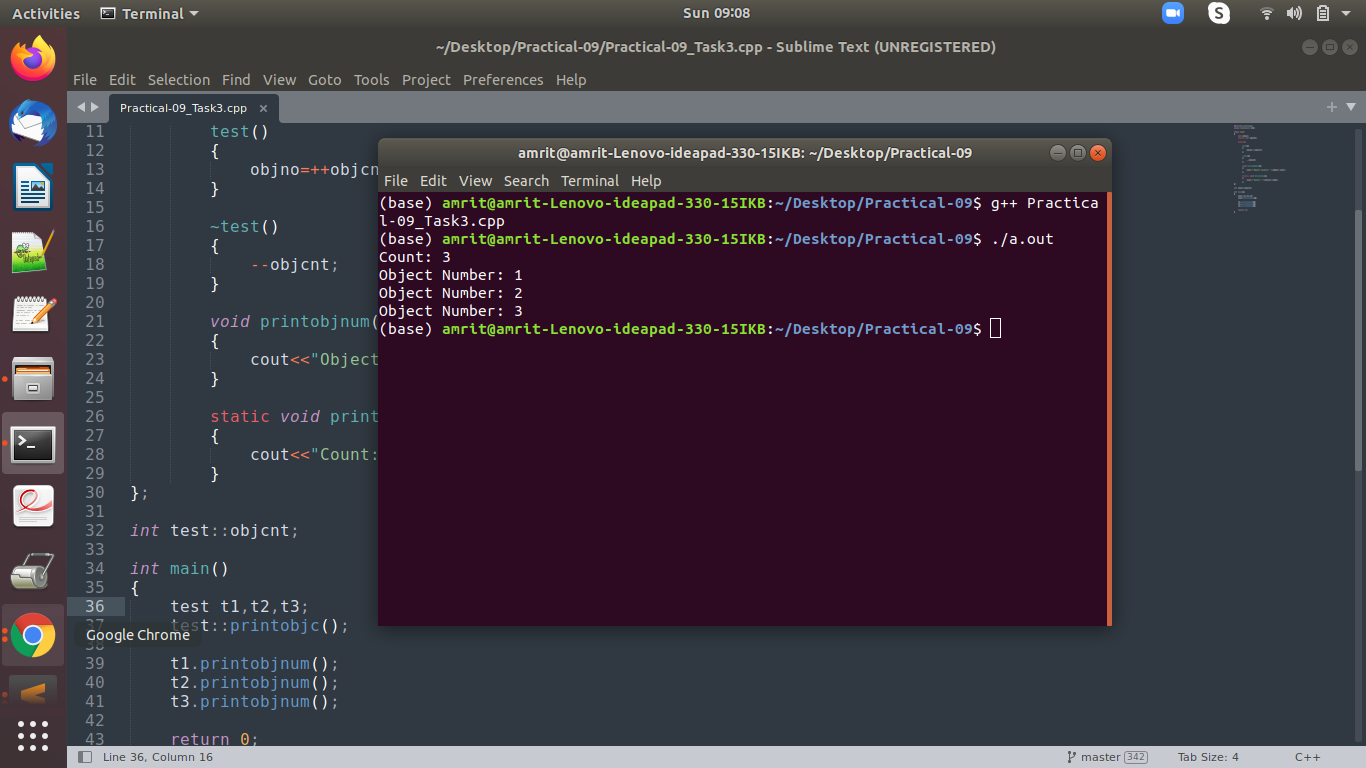 Activities Terminal Sun 09:08
~/Desktop/Practical-09/Practical-09_Task3.cpp - Sublime Text (UNREGISTERED)
File Edit Selection Find View Goto Tools Project Preferences Help
Practical-09_Task3.cpp
11 test()
12 {
13 objno=++objcn
14 }
15
16 ~test()
17 {
18 --objcnt;
19 }
20
21 void printobjnum(
22 {
23 cout<<"Object
24 }
25
26 static void print
27 {
28 cout<<"Count:
29 }
30 };
31
32 int test::objcnt;
33
34 int main()
35 {
36 test t1,t2,t3;
37 test::printobjc();
38
39 t1.printobjnum();
40 t2.printobjnum();
41 t3.printobjnum();
42
43 return 0;
Google Chrome
amrit@amrit-Lenovo-ideapad-330-15IKB: ~/Desktop/Practical-09
File Edit View Search Terminal Help
(base) amrit@amrit-Lenovo-ideapad-330-15IKB:~/Desktop/Practical-09$ g++ Practica
l-09_Task3.cpp
(base) amrit@amrit-Lenovo-ideapad-330-15IKB:~/Desktop/Practical-09$ ./a.out
Count: 3
Object Number: 1
Object Number: 2
Object Number: 3
(base) amrit@amrit-Lenovo-ideapad-330-15IKB:~/Desktop/Practical-09$
Line 36, Column 16 master 342 Tab Size: 4 C++